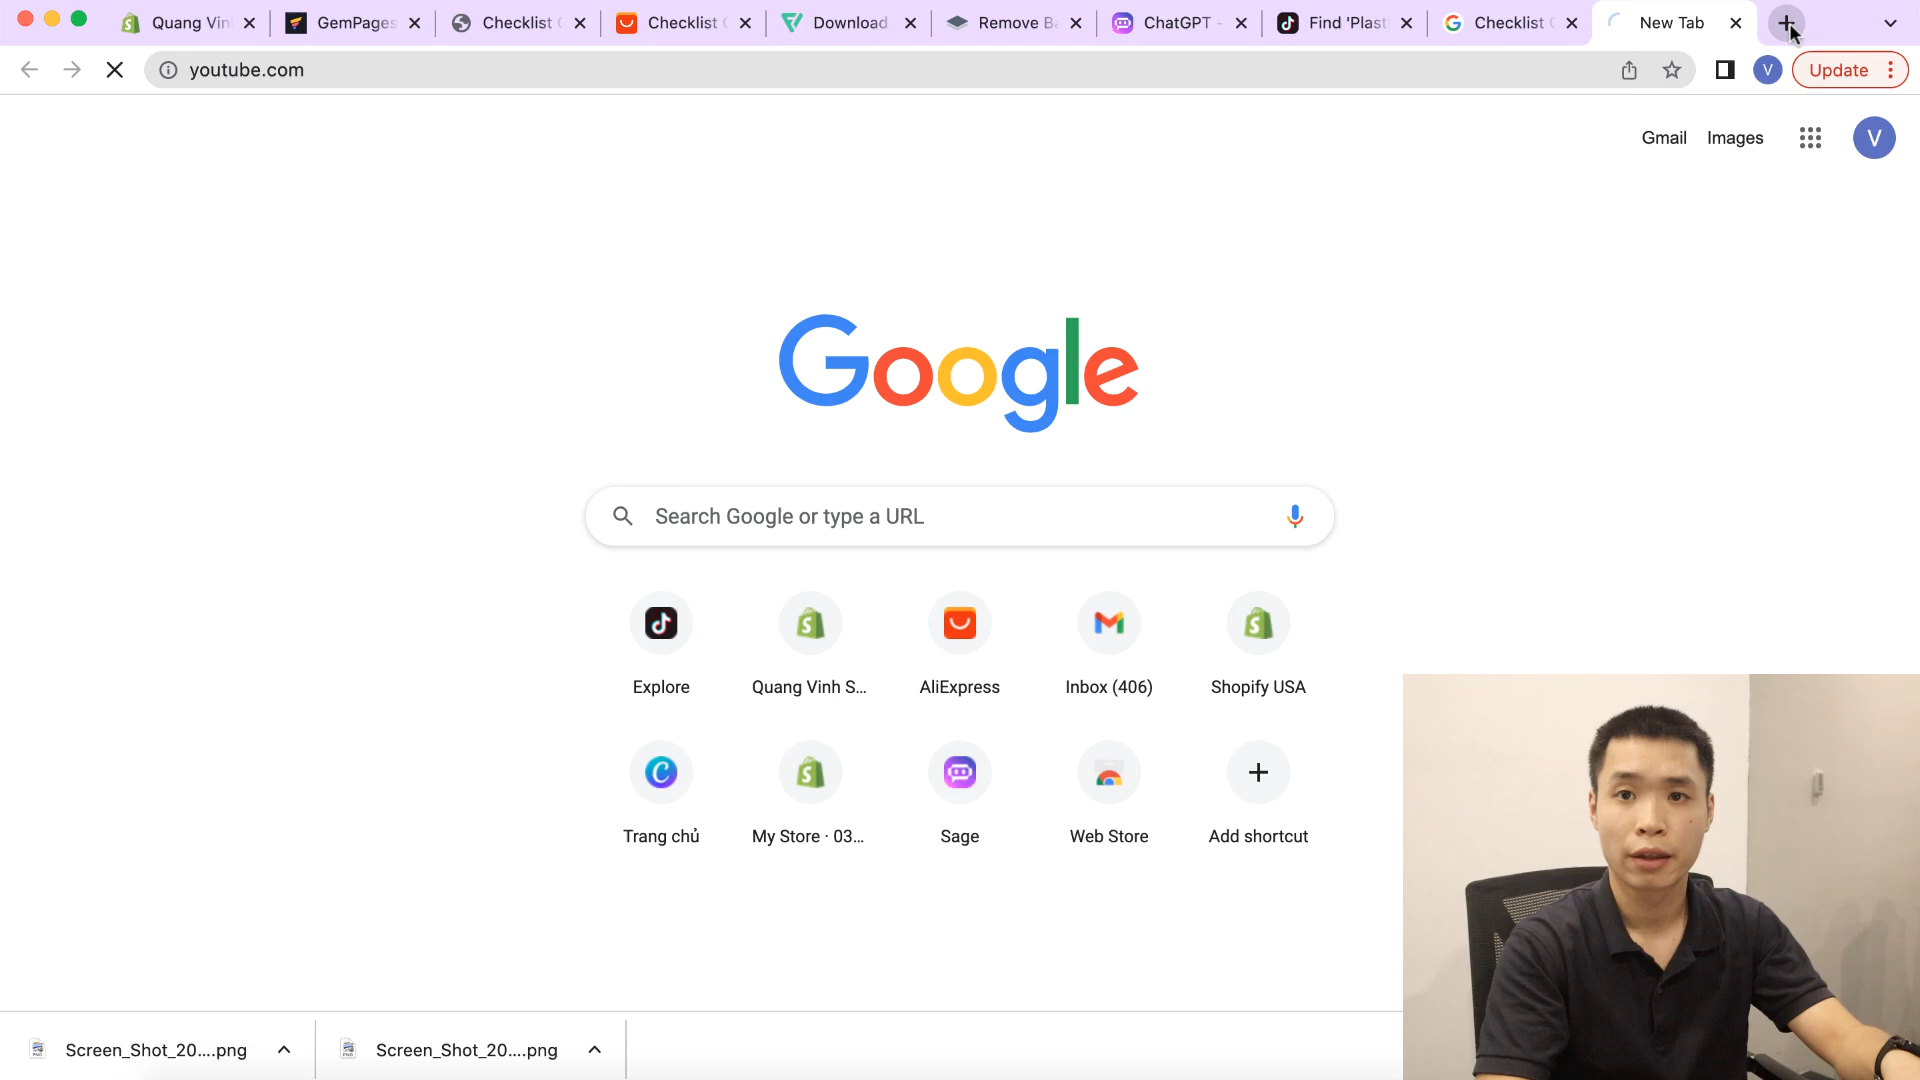 Quang Vin
GemPages
Checklist
Checklist
Download
Remove Ba
ChatGPT -
Find 'Plast
Checklist
New Tab
youtube.com
V
Update
Gmail
Images
V
Google
Search Google or type a URL
Explore
Quang Vinh S...
AliExpress
Inbox (406)
Shopify USA
Trang chủ
My Store · 03...
Sage
Web Store
Add shortcut
Screen_Shot_20....png
Screen_Shot_20....png